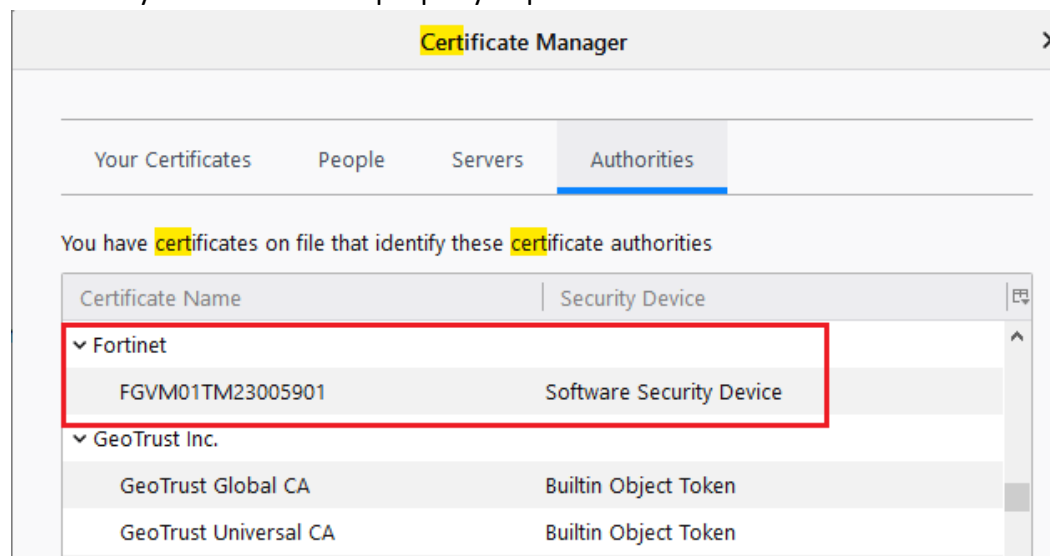 Certificate Manager
Your Certificates People Servers Authorities
You have certificates on file that identify these certificate authorities
Certificate Name Security Device
Fortinet
FGVM01TM23005901 Software Security Device
GeoTrust Inc.
GeoTrust Global CA Builtin Object Token
GeoTrust Universal CA Builtin Object Token